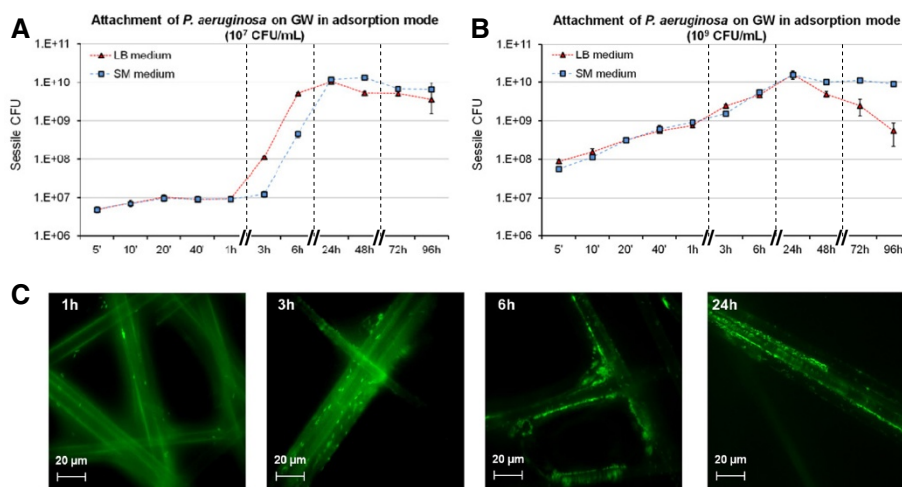 A
Attachment of P. aeruginosa on GW in adsorption mode
(10⁷ CFU/mL)
1.E+11
1.E+10
1.E+09
1.E+08
1.E+07
1.E+06
Sessile CFU
LB medium
SM medium
5' 10' 20' 40' 1h 3h 6h 24h 48h 72h 96h
B
Attachment of P. aeruginosa on GW in adsorption mode
(10⁹ CFU/mL)
1.E+11
1.E+10
1.E+09
1.E+08
1.E+07
1.E+06
Sessile CFU
LB medium
SM medium
5' 10' 20' 40' 1h 3h 6h 24h 48h 72h 96h
C
1h
20 µm
3h
20 µm
6h
20 µm
24h
20 µm